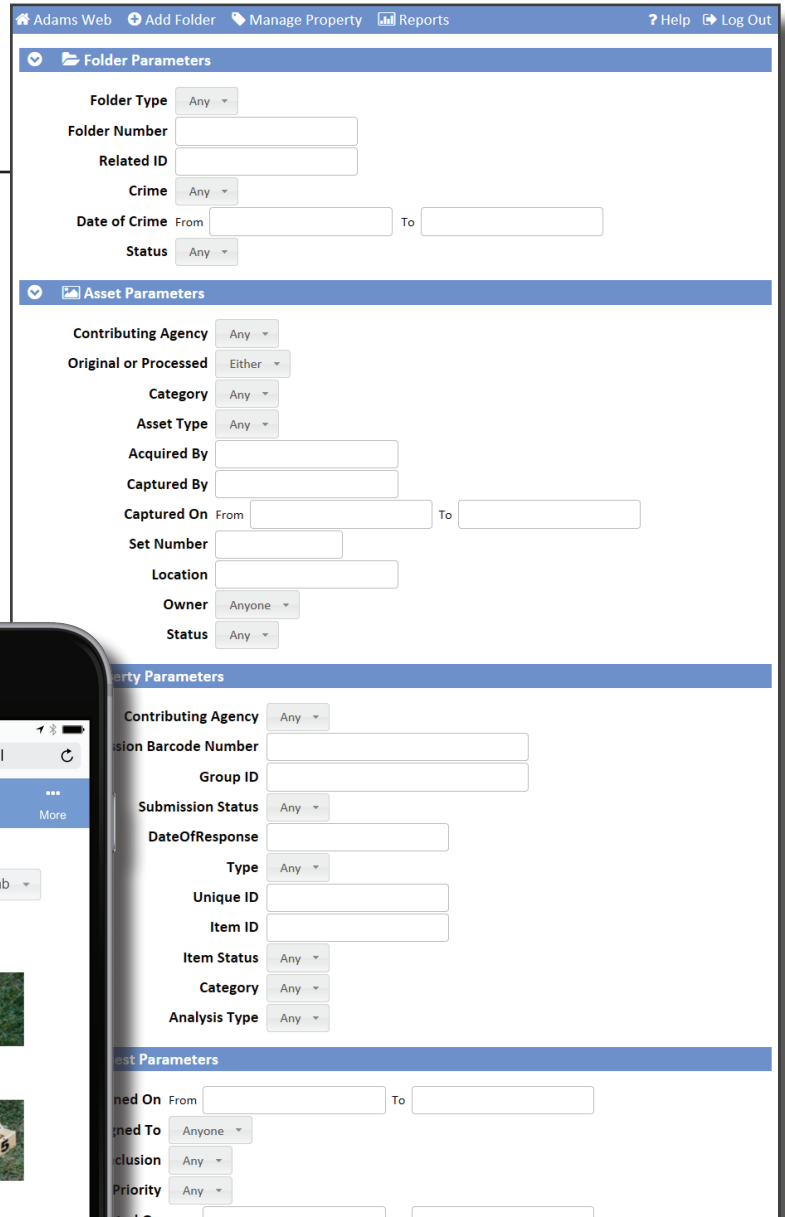 Adams Web Add Folder Manage Property Reports ? Help Log Out
Folder Parameters
Folder Type Any
Folder Number
Related ID
Crime Any
Date of Crime From To
Status Any
Asset Parameters
Contributing Agency Any
Original or Processed Either
Category Any
Asset Type Any
Acquired By
Captured By
Captured On From To
Set Number
Location
Owner Anyone
Status Any
erty Parameters
Contributing Agency Any
sion Barcode Number
Group ID
Submission Status Any
DateOfResponse
Type Any
Unique ID
Item ID
Item Status Any
Category Any
Analysis Type Any
est Parameters
ned On From To
gned To Anyone
clusion Any
Priority Any
More
ab
5